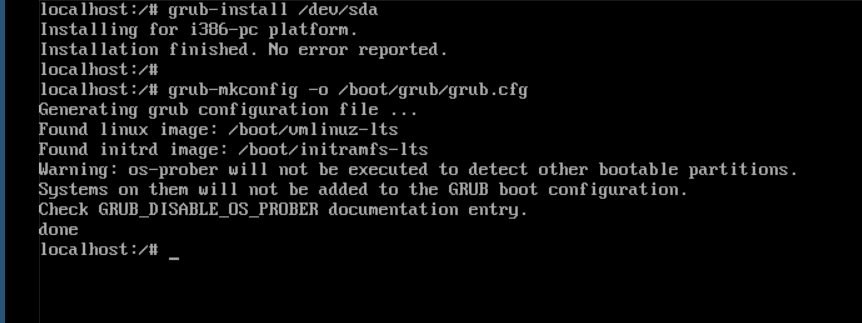 localhost:/# grub-install /dev/sda
Installing for i386-pc platform.
Installation finished. No error reported.
localhost:/#
localhost:/# grub-mkconfig -o /boot/grub/grub.cfg
Generating grub configuration file ...
Found linux image: /boot/vmlinuz-lts
Found initrd image: /boot/initramfs-lts
Warning: os-prober will not be executed to detect other bootable partitions.
Systems on them will not be added to the GRUB boot configuration.
Check GRUB_DISABLE_OS_PROBER documentation entry.
done
localhost:/# _